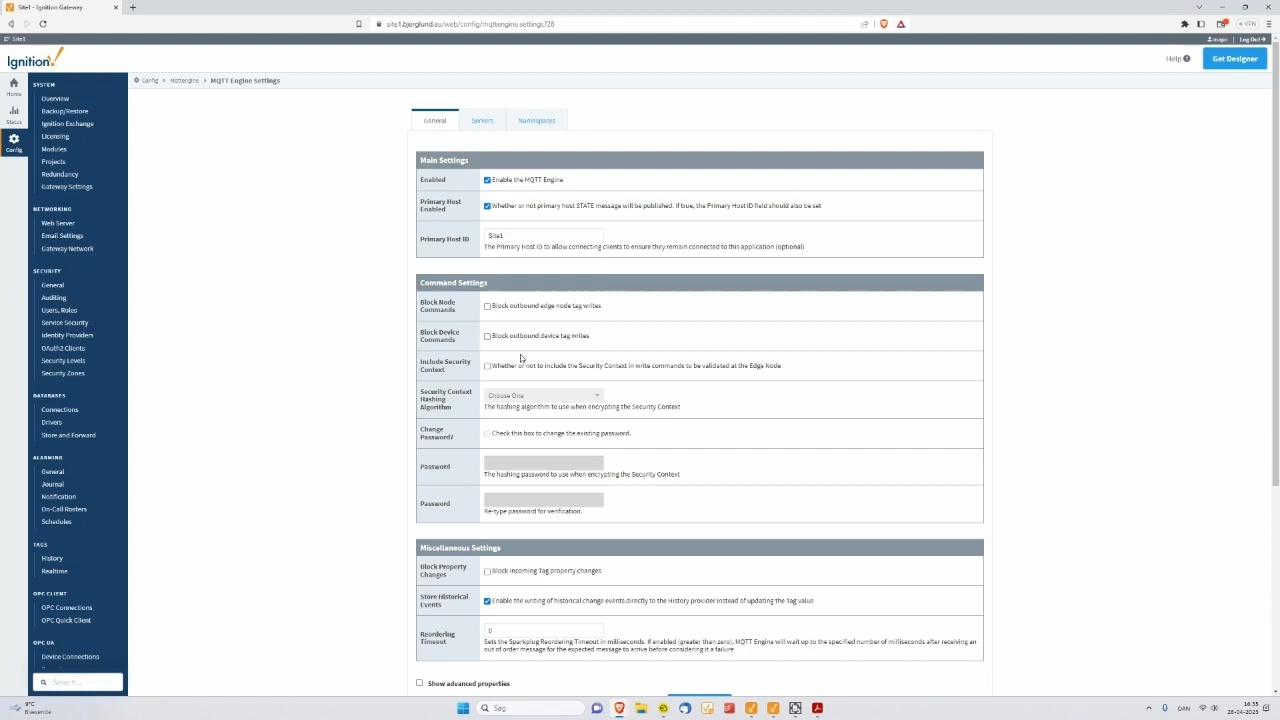 Site1 - Ignition Gateway
site1.bjerglund.eu/web/config/mqttengine.settings?28
VPN
Site1
mapo | Log Out
Ignition!
Help
Get Designer
Home
Status
Config
SYSTEM
Overview
Backup/Restore
Ignition Exchange
Licensing
Modules
Projects
Redundancy
Gateway Settings
NETWORKING
Web Server
Email Settings
Gateway Network
SECURITY
General
Auditing
Users, Roles
Service Security
Identity Providers
OAuth2 Clients
Security Levels
Security Zones
DATABASES
Connections
Drivers
Store and Forward
ALARMING
General
Journal
Notification
On-Call Rosters
Schedules
TAGS
History
Realtime
OPC CLIENT
OPC Connections
OPC Quick Client
OPC UA
Device Connections
Search...
Config > Mqttengine > MQTT Engine Settings
General Servers Namespaces
Main Settings
Enabled
Enable the MQTT Engine
Primary Host Enabled
Whether or not primary host STATE message will be published. If true, the Primary Host ID field should also be set
Primary Host ID
Site1
The Primary Host ID to allow connecting clients to ensure they remain connected to this application (optional)
Command Settings
Block Node Commands
Block outbound edge node tag writes
Block Device Commands
Block outbound device tag writes
Include Security Context
Whether or not to include the Security Context in write commands to be validated at the Edge Node
Security Context Hashing Algorithm
Choose One
The hashing algorithm to use when encrypting the Security Context
Change Password?
Check this box to change the existing password.
Password
The hashing password to use when encrypting the Security Context
Password
Re-type password for verification.
Miscellaneous Settings
Block Property Changes
Block incoming Tag property changes
Store Historical Events
Enable the writing of historical change events directly to the History provider instead of updating the Tag value
Reordering Timeout
0
Sets the Sparkplug Reordering Timeout in milliseconds. If enabled (greater than zero), MQTT Engine will wait up to the specified number of milliseconds after receiving an
out of order message for the expected message to arrive before considering it a failure
Show advanced properties
9°C
Blæsende
Søg
DAN
16:35
26-04-2023